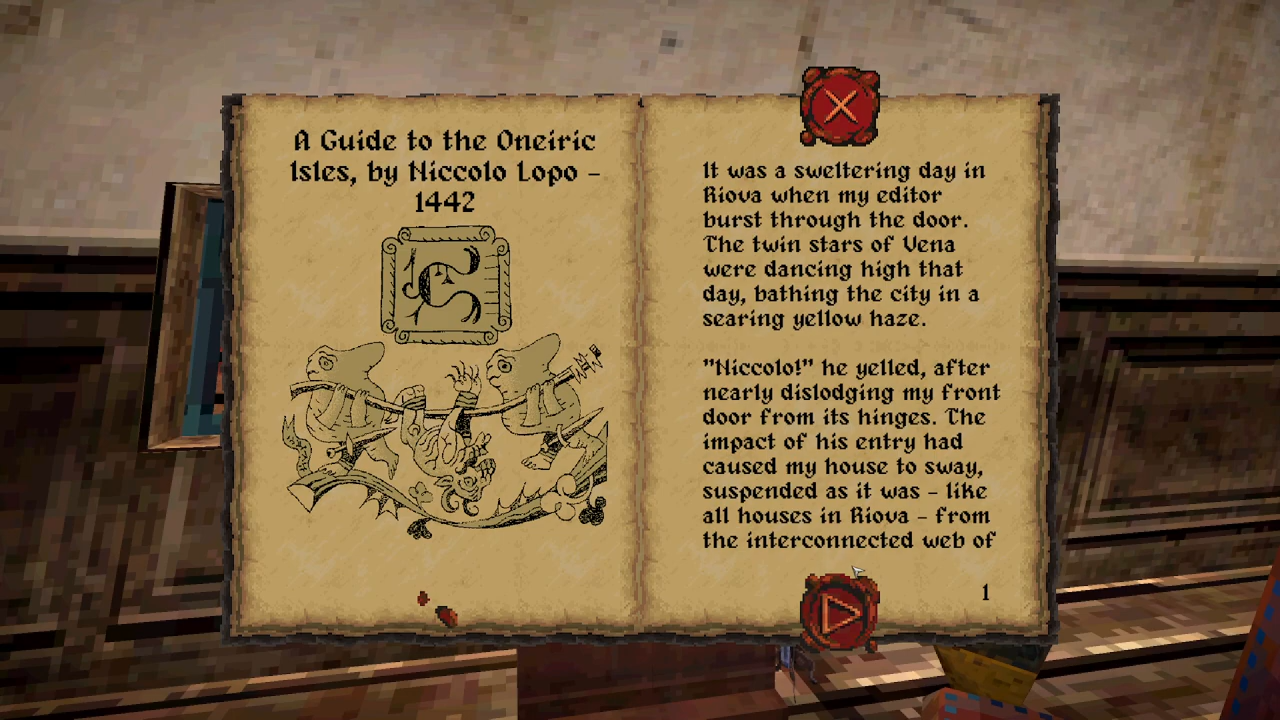 A Guide to the Oneiric
Isles, by Niccolo Lopo –
1442
It was a sweltering day in
Riova when my editor
burst through the door.
The twin stars of Vena
were dancing high that
day, bathing the city in a
searing yellow haze.
"Niccolo!" he yelled, after
nearly dislodging my front
door from its hinges. The
impact of his entry had
caused my house to sway,
suspended as it was – like
all houses in Riova – from
the interconnected web of
1